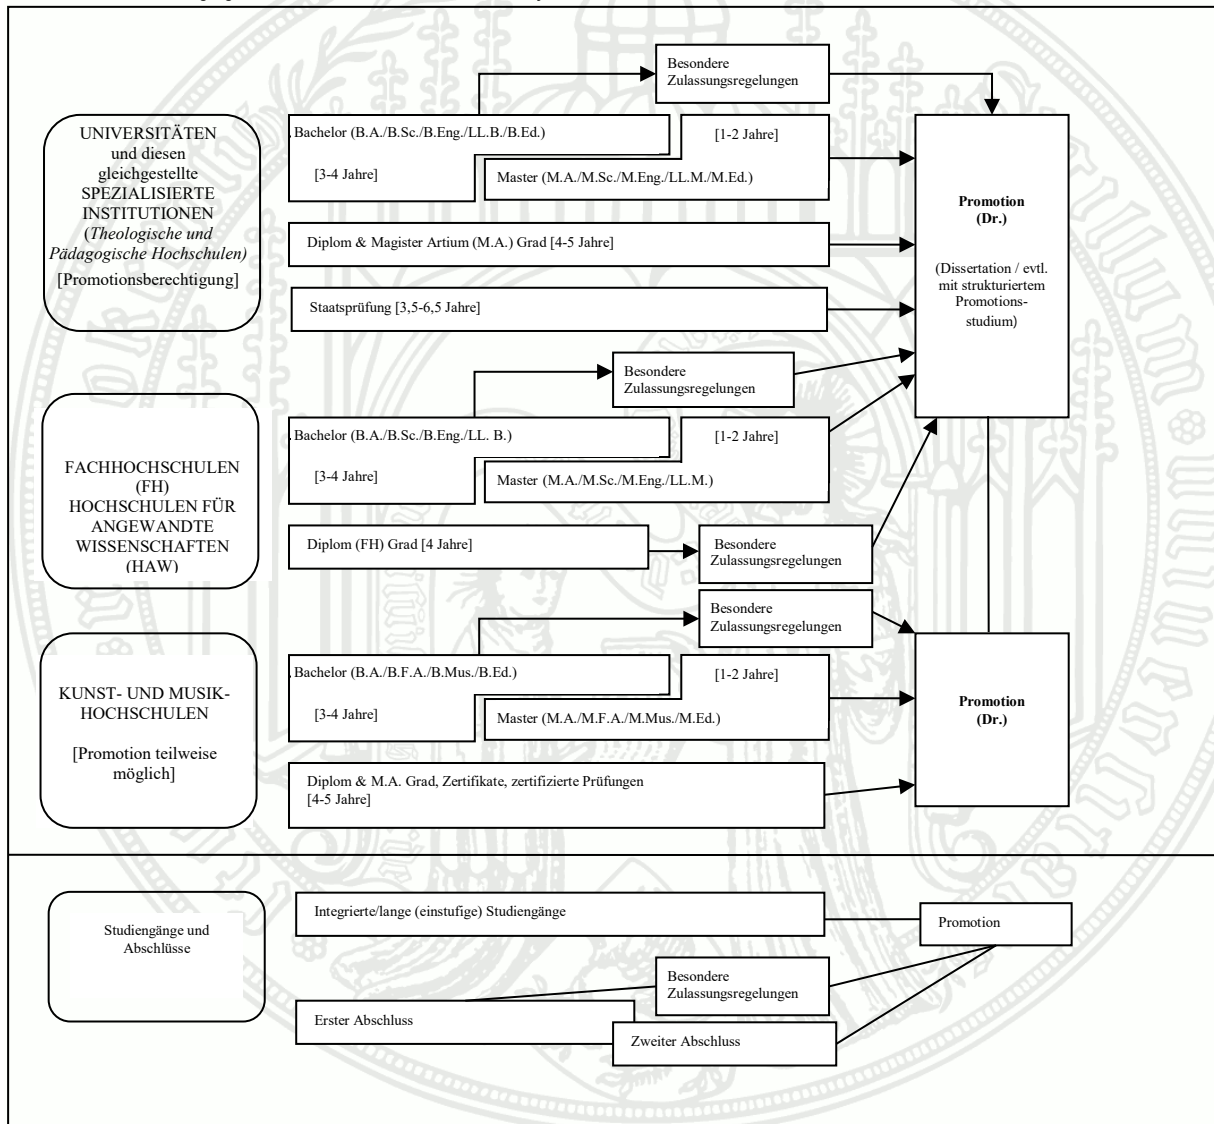 Besondere
Zulassungsregelungen
UNIVERSITÄTEN
und diesen
gleichgestellte
SPEZIALISIERTE
INSTITUTIONEN
(Theologische und
Pädagogische Hochschulen)
[Promotionsberechtigung]
Bachelor (B.A./B.Sc./B.Eng./LL.B./B.Ed.)
[1-2 Jahre]
[3-4 Jahre]
Master (M.A./M.Sc./M.Eng./LL.M./M.Ed.)
Diplom & Magister Artium (M.A.) Grad [4-5 Jahre]
Staatsprüfung [3,5-6,5 Jahre]
Promotion
(Dr.)
(Dissertation / evtl.
mit strukturiertem
Promotions-
studium)
FACHHOCHSCHULEN
(FH)
HOCHSCHULEN FÜR
ANGEWANDTE
WISSENSCHAFTEN
(HAW)
Besondere
Zulassungsregelungen
Bachelor (B.A./B.Sc./B.Eng./LL. B.)
[1-2 Jahre]
[3-4 Jahre]
Master (M.A./M.Sc./M.Eng./LL.M.)
Diplom (FH) Grad [4 Jahre]
Besondere
Zulassungsregelungen
Besondere
Zulassungsregelungen
KUNST- UND MUSIK-
HOCHSCHULEN
[Promotion teilweise
möglich]
Bachelor (B.A./B.F.A./B.Mus./B.Ed.)
[1-2 Jahre]
[3-4 Jahre]
Master (M.A./M.F.A./M.Mus./M.Ed.)
Diplom & M.A. Grad, Zertifikate, zertifizierte Prüfungen
[4-5 Jahre]
Promotion
(Dr.)
Studiengänge und
Abschlüsse
Integrierte/lange (einstufige) Studiengänge
Promotion
Besondere
Zulassungsregelungen
Erster Abschluss
Zweiter Abschluss